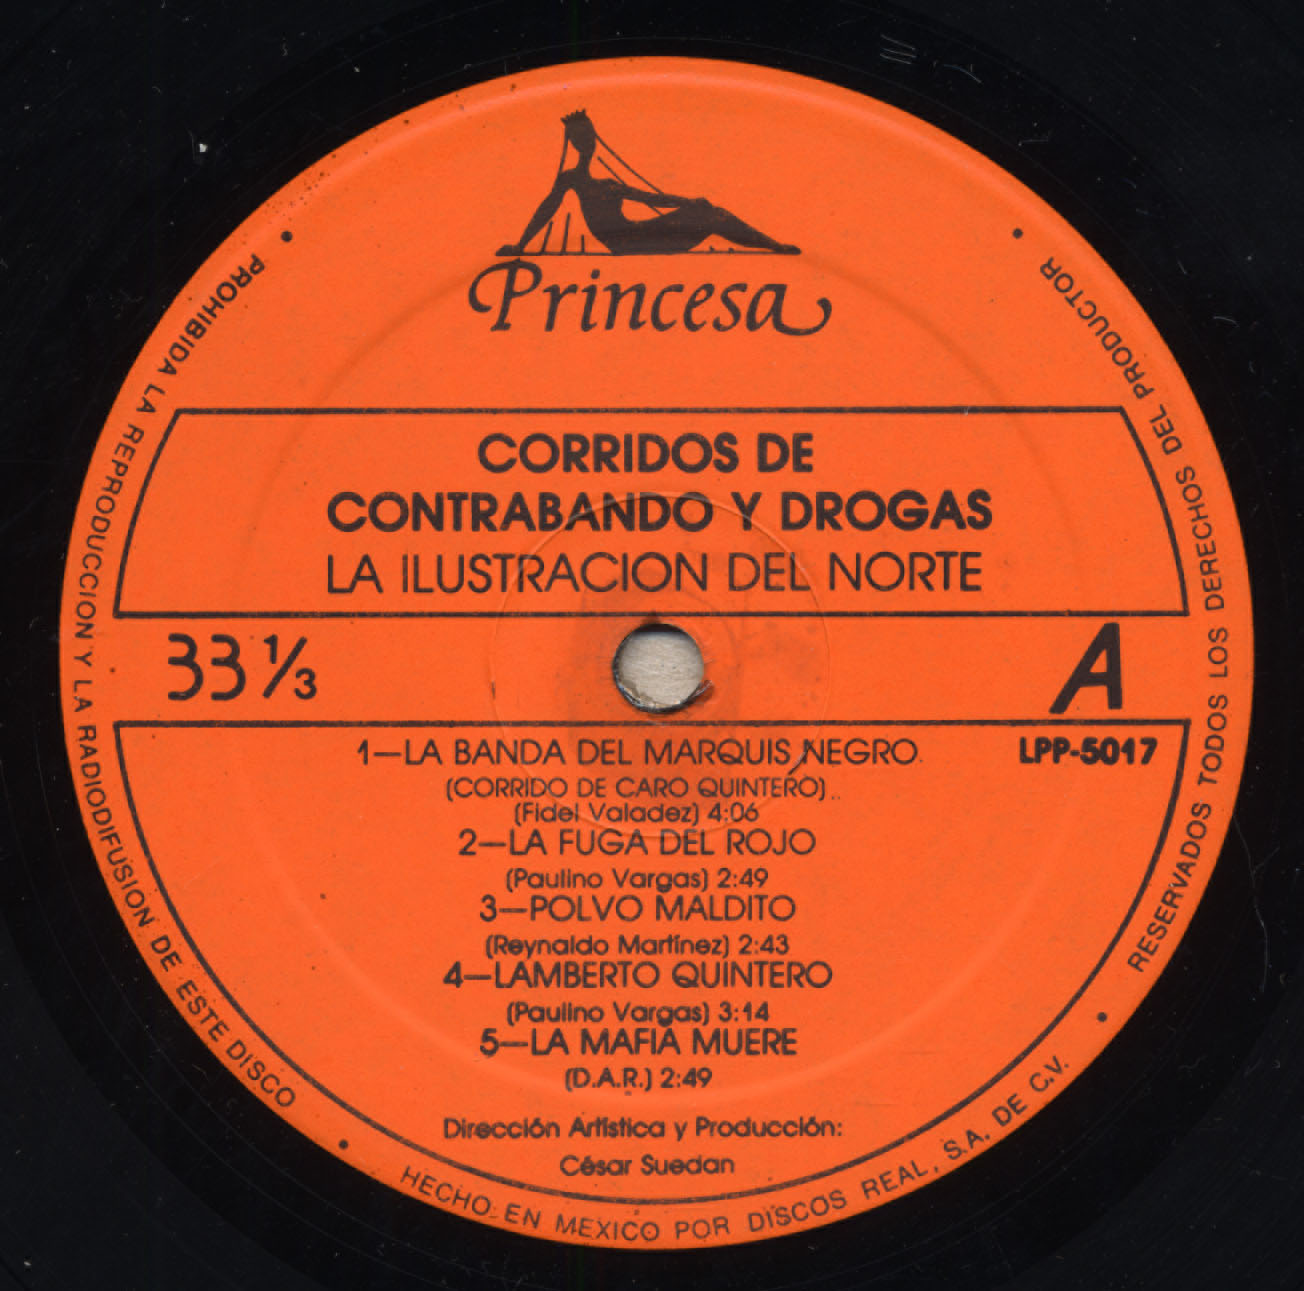 Princesa
CORRIDOS DE
CONTRABANDO Y DROGAS
LA ILUSTRACION DEL NORTE
33 1/3
A
LPP-5017
1—LA BANDA DEL MARQUIS NEGRO.
(CORRIDO DE CARO QUINTERO)..
(Fidel Valadez) 4:06
2—LA FUGA DEL ROJO
(Paulino Vargas) 2:49
3—POLVO MALDITO
(Reynaldo Martínez) 2:43
4—LAMBERTO QUINTERO
(Paulino Vargas) 3:14
5—LA MAFIA MUERE
(D.A.R.) 2:49
Dirección Artística y Producción:
César Suedan
PROHIBIDA LA REPRODUCCION Y LA RADIODIFUSION DE ESTE DISCO
HECHO EN MEXICO POR DISCOS REAL, S.A. DE C.V.
RESERVADOS TODOS LOS DERECHOS DEL PRODUCTOR